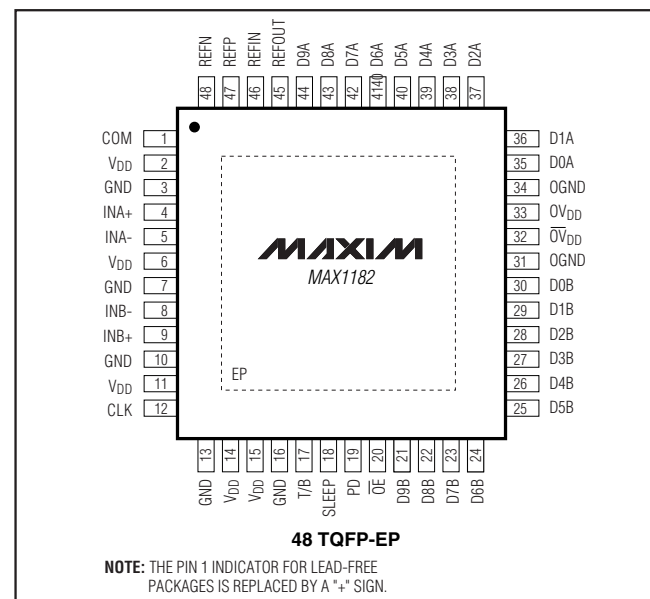 REFN REFP REFIN REFOUT D9A D8A D7A D6A D5A D4A D3A D2A
48 47 46 45 44 43 42 4140 40 39 38 37
COM 1
VDD 2
GND 3
INA+ 4
INA- 5
VDD 6
GND 7
INB- 8
INB+ 9
GND 10
VDD 11
CLK 12
MAXIM
MAX1182
EP
36 D1A
35 D0A
34 OGND
33 OVDD
32 O̅V̅DD
31 OGND
30 D0B
29 D1B
28 D2B
27 D3B
26 D4B
25 D5B
13 14 15 16 17 18 19 20 21 22 23 24
GND VDD VDD GND T/B SLEEP PD O̅E̅ D9B D8B D7B D6B
48 TQFP-EP
NOTE: THE PIN 1 INDICATOR FOR LEAD-FREE
PACKAGES IS REPLACED BY A "+" SIGN.